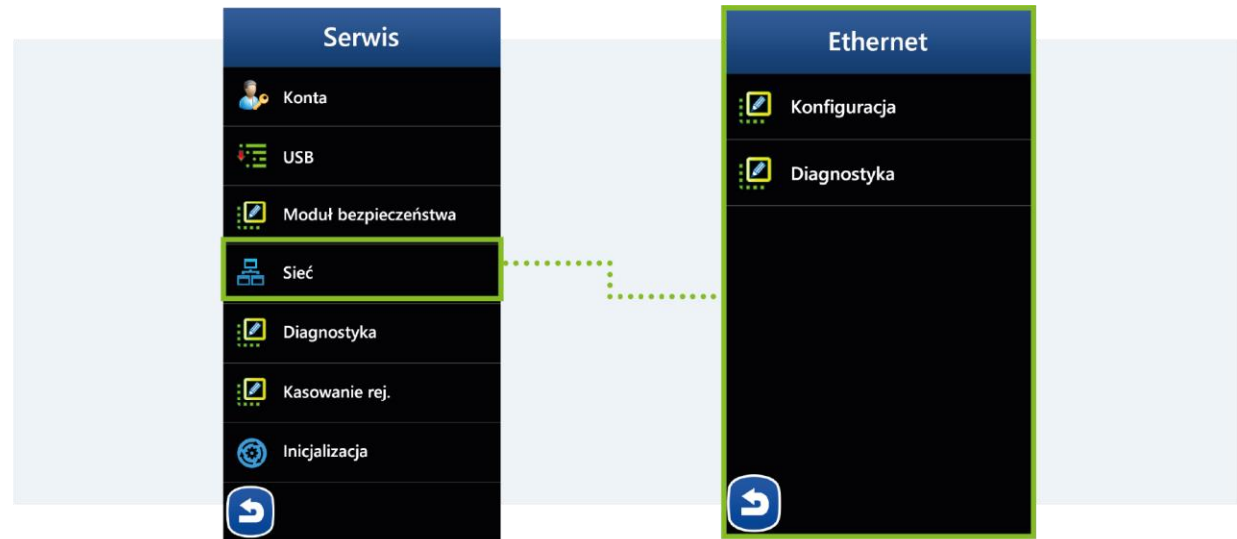 Serwis
Konta
USB
Moduł bezpieczeństwa
Sieć
Diagnostyka
Kasowanie rej.
Inicjalizacja
Ethernet
Konfiguracja
Diagnostyka